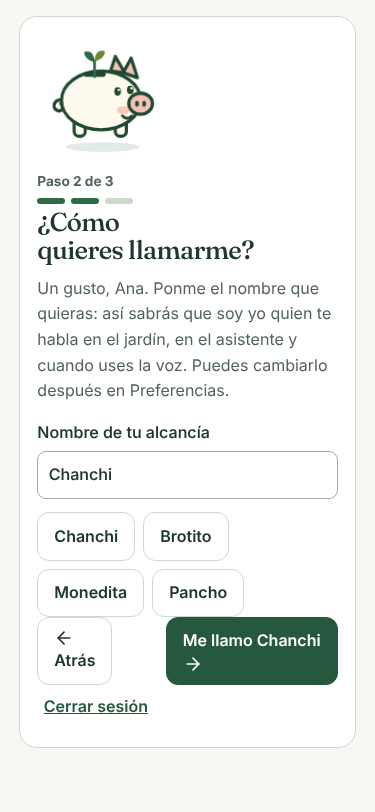 Paso 2 de 3
¿Cómo
quieres llamarme?
Un gusto, Ana. Ponme el nombre que
quieras: así sabrás que soy yo quien te
habla en el jardín, en el asistente y
cuando uses la voz. Puedes cambiarlo
después en Preferencias.
Nombre de tu alcancía
Chanchi
Chanchi Brotito
Monedita Pancho
← Atrás
Me llamo Chanchi →
Cerrar sesión